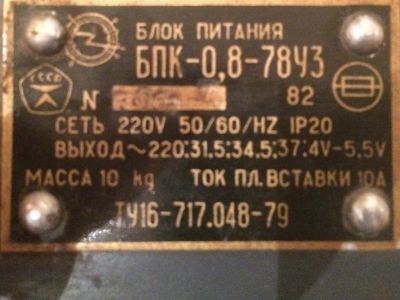 БЛОК ПИТАНИЯ
БПК-0,8-78У3
СССР
N 82
СЕТЬ 220V 50/60/HZ IP20
ВЫХОД~220;31,5;34,5;37:4V-5,5V
МАССА 10 kg ТОК ПЛ. ВСТАВКИ 10А
ТУ16-717.048-79